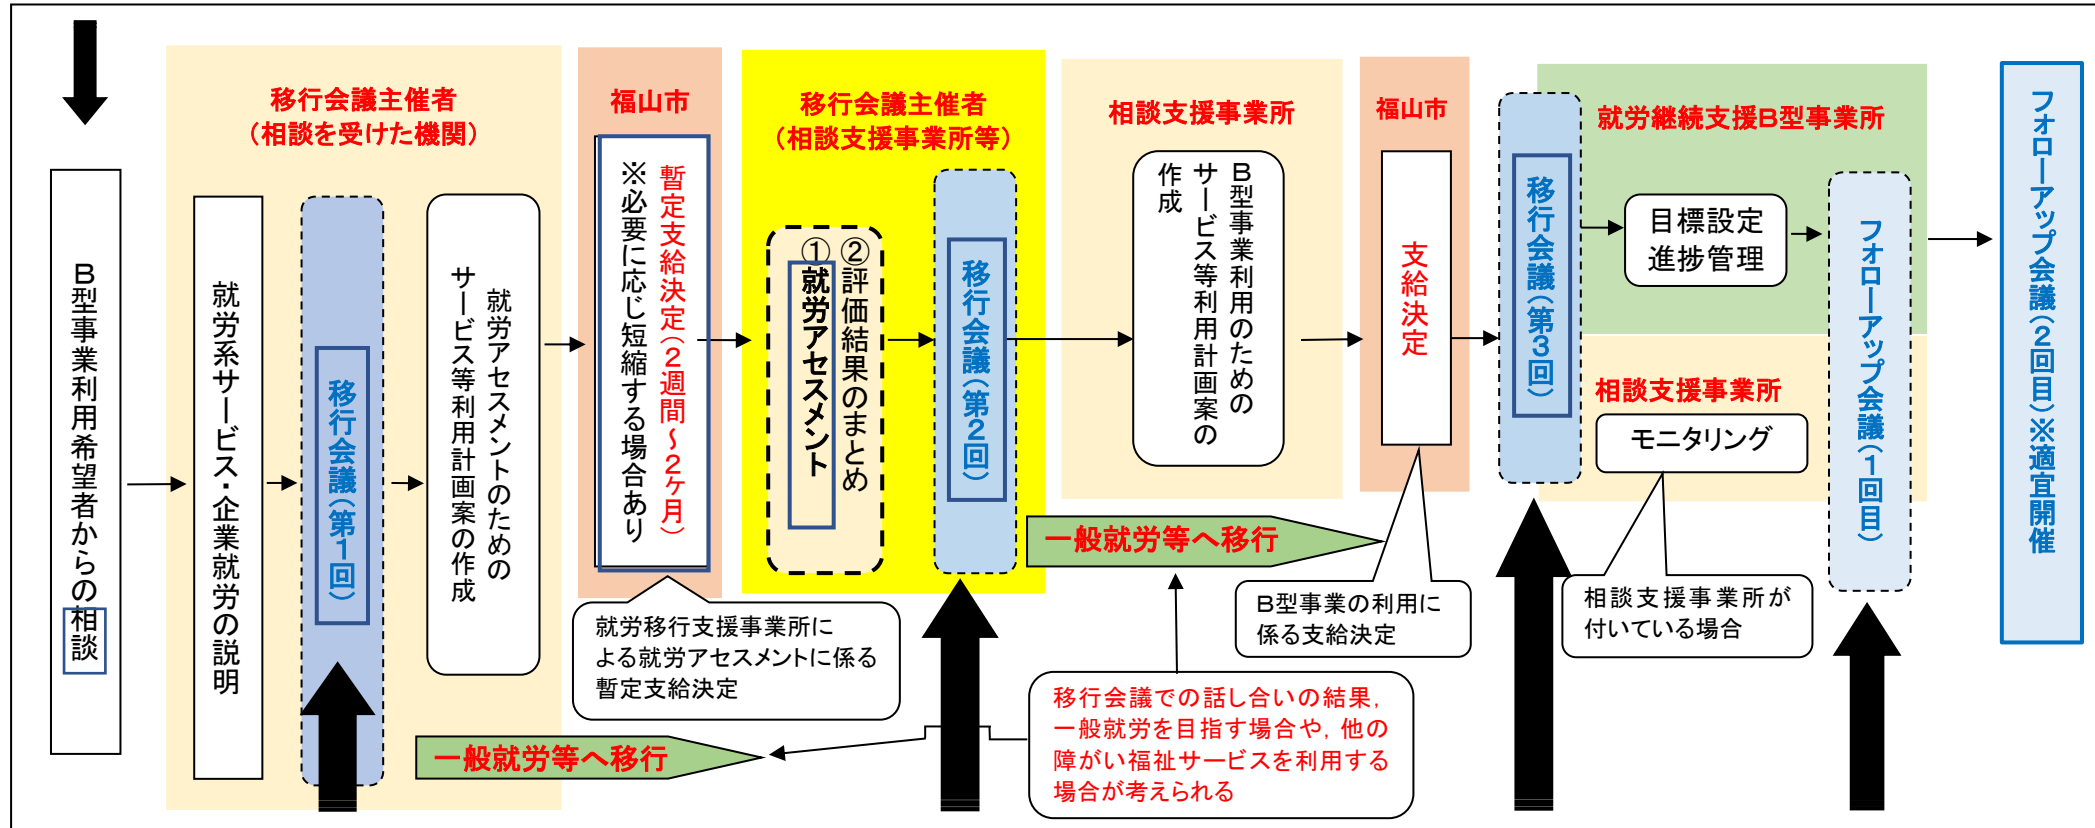 B型事業利用希望者からの相談
移行会議主催者
(相談を受けた機関)
就労系サービス・企業就労の説明
移行会議(第1回)
就労アセスメントのための
サービス等利用計画案の作成
福山市
暫定支給決定(2週間～2ヶ月)
※必要に応じ短縮する場合あり
就労移行支援事業所に
よる就労アセスメントに係る
暫定支給決定
一般就労等へ移行
移行会議主催者
(相談支援事業所等)
①就労アセスメント
②評価結果のまとめ
移行会議(第2回)
相談支援事業所
B型事業利用のための
サービス等利用計画案の
作成
一般就労等へ移行
移行会議での話し合いの結果,
一般就労を目指す場合や, 他の
障がい福祉サービスを利用する
場合が考えられる
福山市
支給決定
B型事業の利用に
係る支給決定
移行会議(第3回)
就労継続支援B型事業所
目標設定
進捗管理
相談支援事業所
モニタリング
相談支援事業所が
付いている場合
フォローアップ会議(1回目)
フォローアップ会議(2回目)※適宜開催